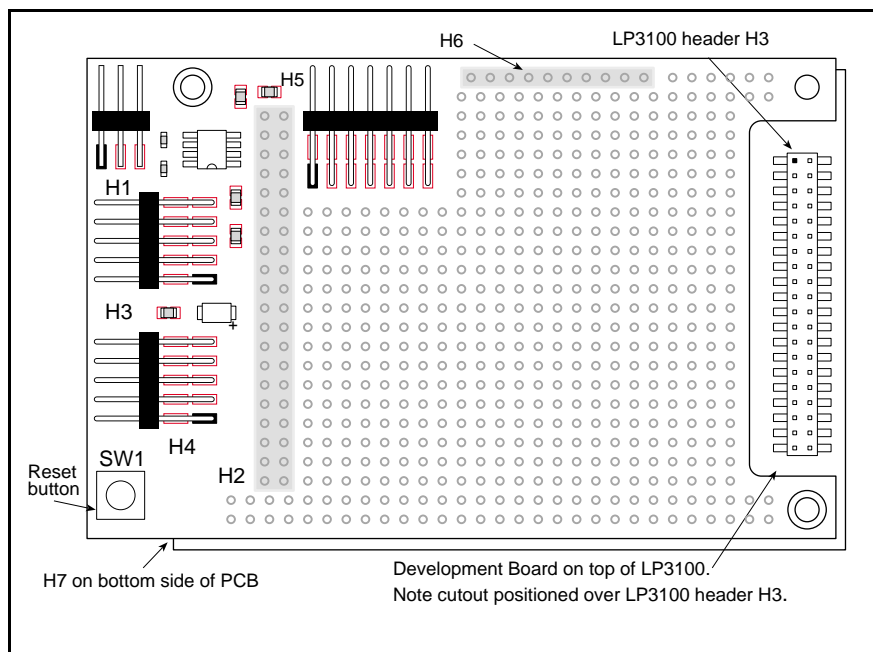 H6
LP3100 header H3
H5
H1
H3
+
H4
SW1
H2
Reset
button
H7 on bottom side of PCB
Development Board on top of LP3100.
Note cutout positioned over LP3100 header H3.